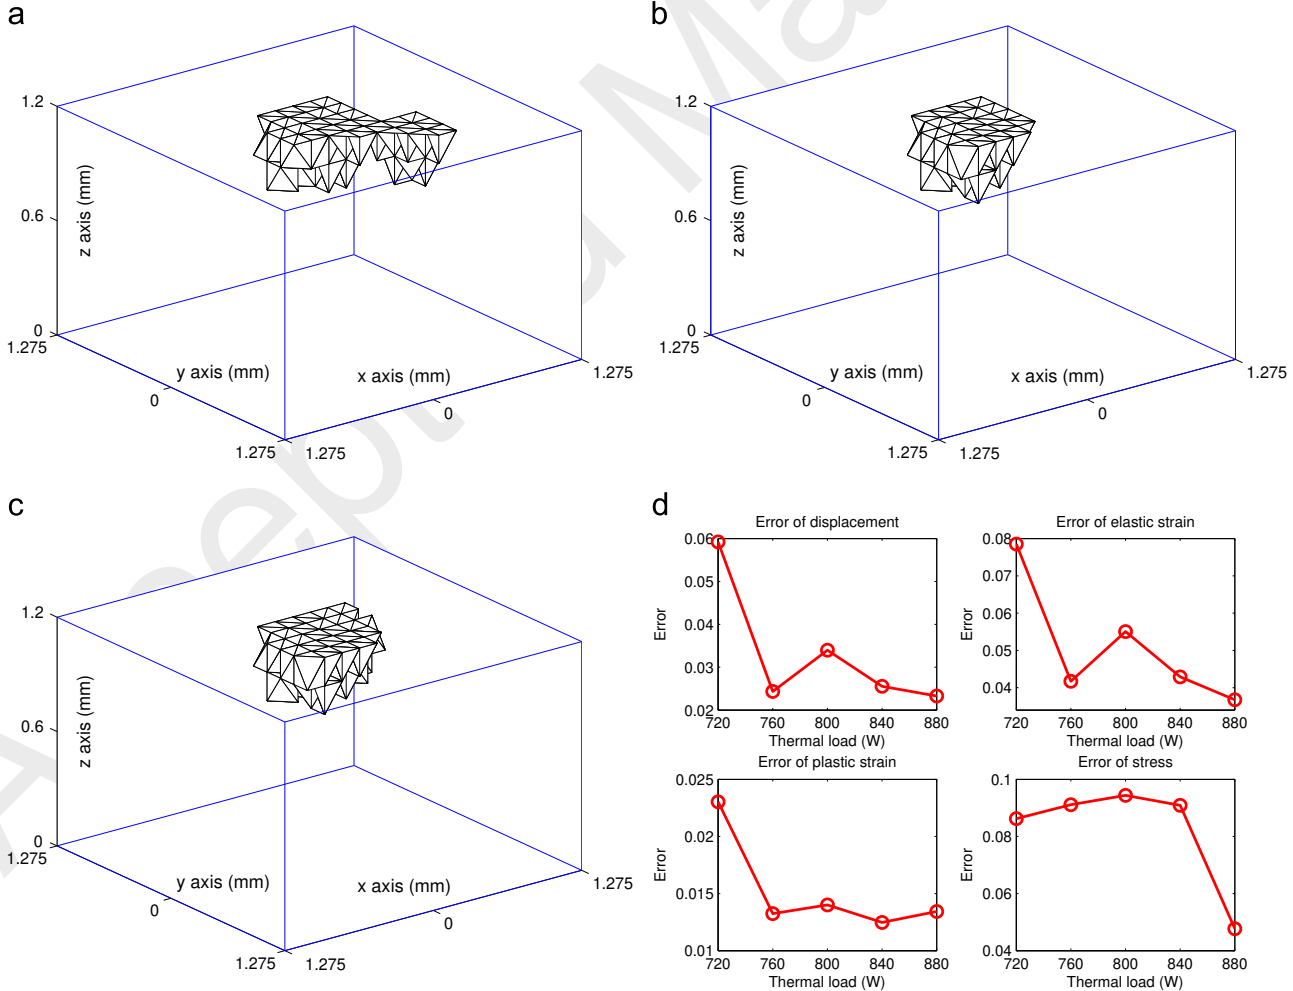 a
1.2
0.6
0
z axis (mm)
1.275
y axis (mm)
0
1.275
1.275
x axis (mm)
0
1.275
b
1.2
0.6
0
z axis (mm)
1.275
y axis (mm)
0
1.275
1.275
x axis (mm)
0
1.275
c
1.2
0.6
0
z axis (mm)
1.275
y axis (mm)
0
1.275
1.275
x axis (mm)
0
1.275
d
Error of displacement
0.06
0.05
0.04
0.03
0.02
Error
720 760 800 840 880
Thermal load (W)
Error of elastic strain
0.08
0.07
0.06
0.05
0.04
Error
720 760 800 840 880
Thermal load (W)
Error of plastic strain
0.025
0.02
0.015
0.01
Error
720 760 800 840 880
Thermal load (W)
Error of stress
0.1
0.08
0.06
0.04
Error
720 760 800 840 880
Thermal load (W)